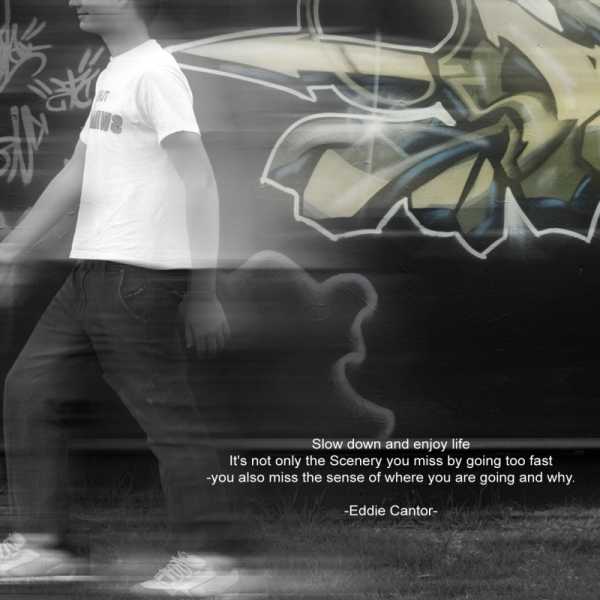 Slow down and enjoy life
It's not only the Scenery you miss by going too fast
-you also miss the sense of where you are going and why.
-Eddie Cantor-